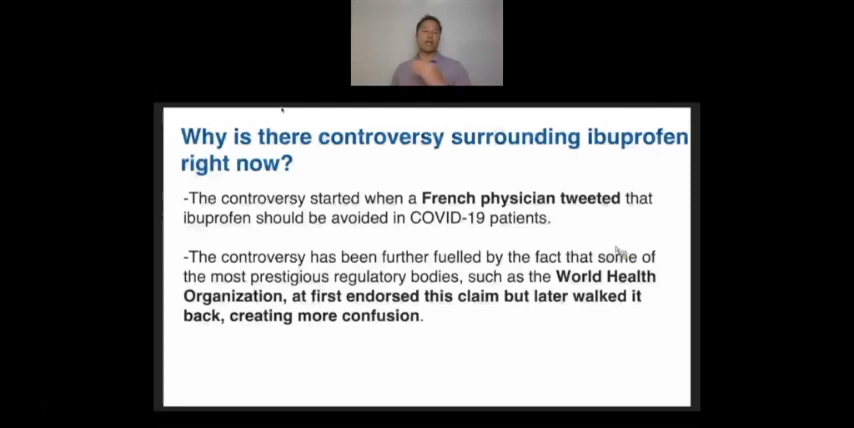 Why is there controversy surrounding ibuprofen
right now?
-The controversy started when a French physician tweeted that
ibuprofen should be avoided in COVID-19 patients.
-The controversy has been further fuelled by the fact that some of
the most prestigious regulatory bodies, such as the World Health
Organization, at first endorsed this claim but later walked it
back, creating more confusion.